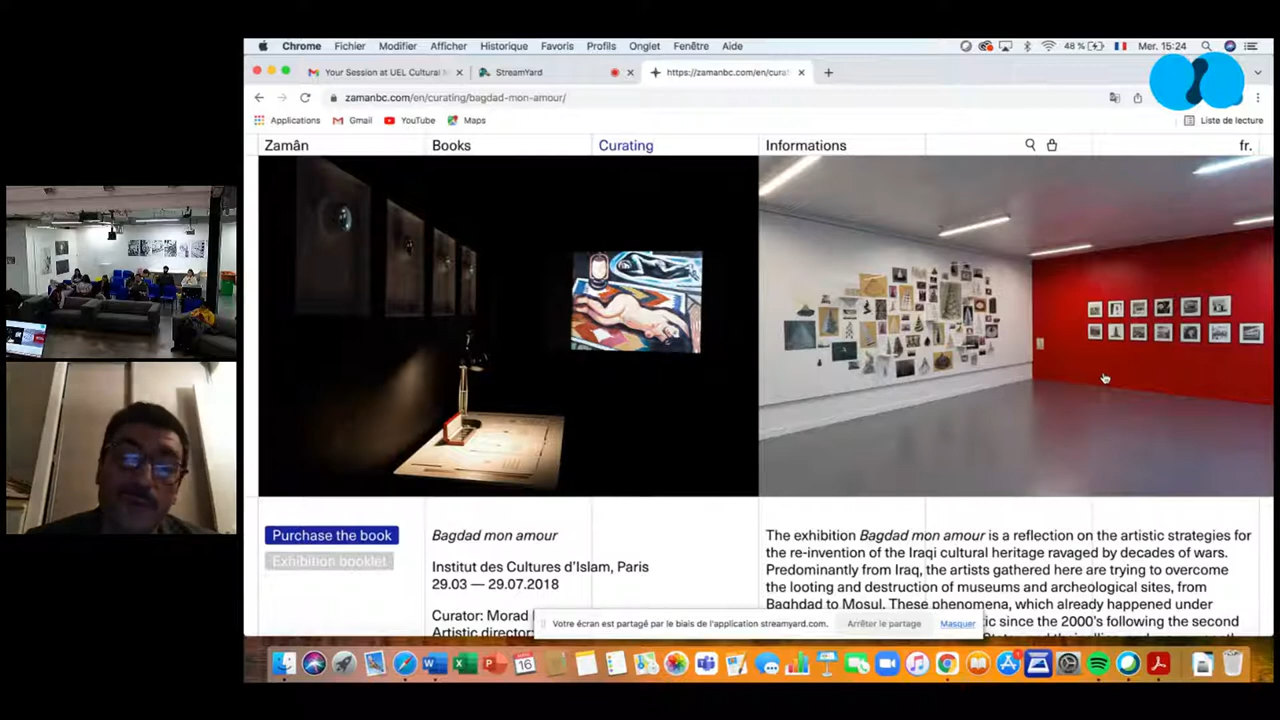 Chrome Fichier Modifier Afficher Historique Favoris Profils Onglet Fenêtre Aide 48 % Mer. 15:24
Your Session at UEL Cultural StreamYard https://zamanbc.com/en/curat
zamanbc.com/en/curating/bagdad-mon-amour/
Applications Gmail YouTube Maps Liste de lecture
Zamân Books Curating Informations fr.
Purchase the book
Exhibition booklet
Bagdad mon amour
Institut des Cultures d'Islam, Paris
29.03 — 29.07.2018
Curator: Morad
Artistic director
The exhibition Bagdad mon amour is a reflection on the artistic strategies for
the re-invention of the Iraqi cultural heritage ravaged by decades of wars.
Predominantly from Iraq, the artists gathered here are trying to overcome
the looting and destruction of museums and archeological sites, from
Baghdad to Mosul. These phenomena, which already happened under
since the 2000's following the second
Votre écran est partagé par le biais de l'application streamyard.com. Arrêter le partage Masquer
16